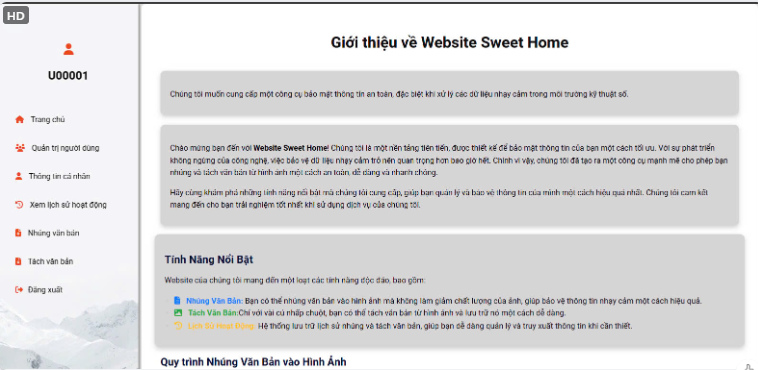 HD
U00001
Trang chủ
Quản trị người dùng
Thông tin cá nhân
Xem lịch sử hoạt động
Nhúng văn bản
Tách văn bản
Đăng xuất
Giới thiệu về Website Sweet Home
Chúng tôi muốn cung cấp một công cụ bảo mật thông tin an toàn, đặc biệt khi xử lý các dữ liệu nhạy cảm trong môi trường kỹ thuật số.
Chào mừng bạn đến với Website Sweet Home! Chúng tôi là một nền tảng tiên tiến, được thiết kế để bảo mật thông tin của bạn một cách tối ưu. Với sự phát triển
không ngừng của công nghệ, việc bảo vệ dữ liệu nhạy cảm trở nên quan trọng hơn bao giờ hết. Chính vì vậy, chúng tôi đã tạo ra một công cụ mạnh mẽ cho phép bạn
nhúng và tách văn bản từ hình ảnh một cách an toàn, dễ dàng và nhanh chóng.
Hãy cùng khám phá những tính năng nổi bật mà chúng tôi cung cấp, giúp bạn quản lý và bảo vệ thông tin của mình một cách hiệu quả nhất. Chúng tôi cam kết
mang đến cho bạn trải nghiệm tốt nhất khi sử dụng dịch vụ của chúng tôi.
Tính Năng Nổi Bật
Website của chúng tôi mang đến một loạt các tính năng độc đáo, bao gồm:
Nhúng Văn Bản: Bạn có thể nhúng văn bản vào hình ảnh mà không làm giảm chất lượng của ảnh, giúp bảo vệ thông tin nhạy cảm một cách hiệu quả.
Tách Văn Bản:Chỉ với vài cú nhấp chuột, bạn có thể tách văn bản từ hình ảnh và lưu trữ nó một cách dễ dàng.
Lịch Sử Hoạt Động: Hệ thống lưu trữ lịch sử nhúng và tách văn bản, giúp bạn dễ dàng quản lý và truy xuất thông tin khi cần thiết.
Quy trình Nhúng Văn Bản vào Hình Ảnh